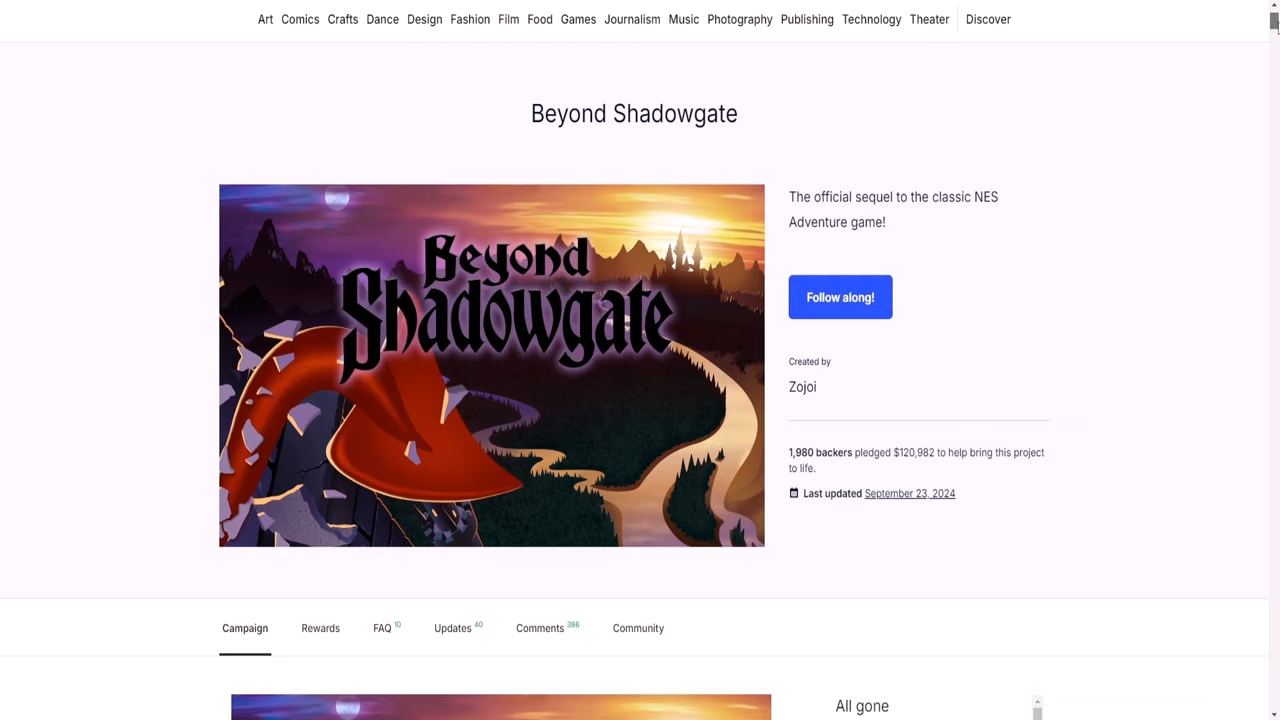 Art Comics Crafts Dance Design Fashion Film Food Games Journalism Music Photography Publishing Technology Theater Discover
Beyond Shadowgate
Beyond
Shadowgate
The official sequel to the classic NES
Adventure game!
Follow along!
Created by
Zojoi
1,980 backers pledged $120,982 to help bring this project
to life.
Last updated September 23, 2024
Campaign Rewards FAQ 10 Updates 40 Comments 386 Community
All gone